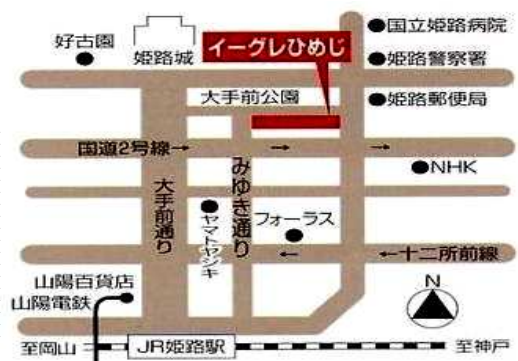 国立姫路病院
好古園
姫路城
イーグレひめじ
姫路警察署
大手前公園
姫路郵便局
国道2号線→
→
→
NHK
大手前通り
みゆき通り
ヤマトヤシキ
フォーラス
←
←十二所前線
山陽百貨店
山陽電鉄
N
至岡山
JR姫路駅
至神戸